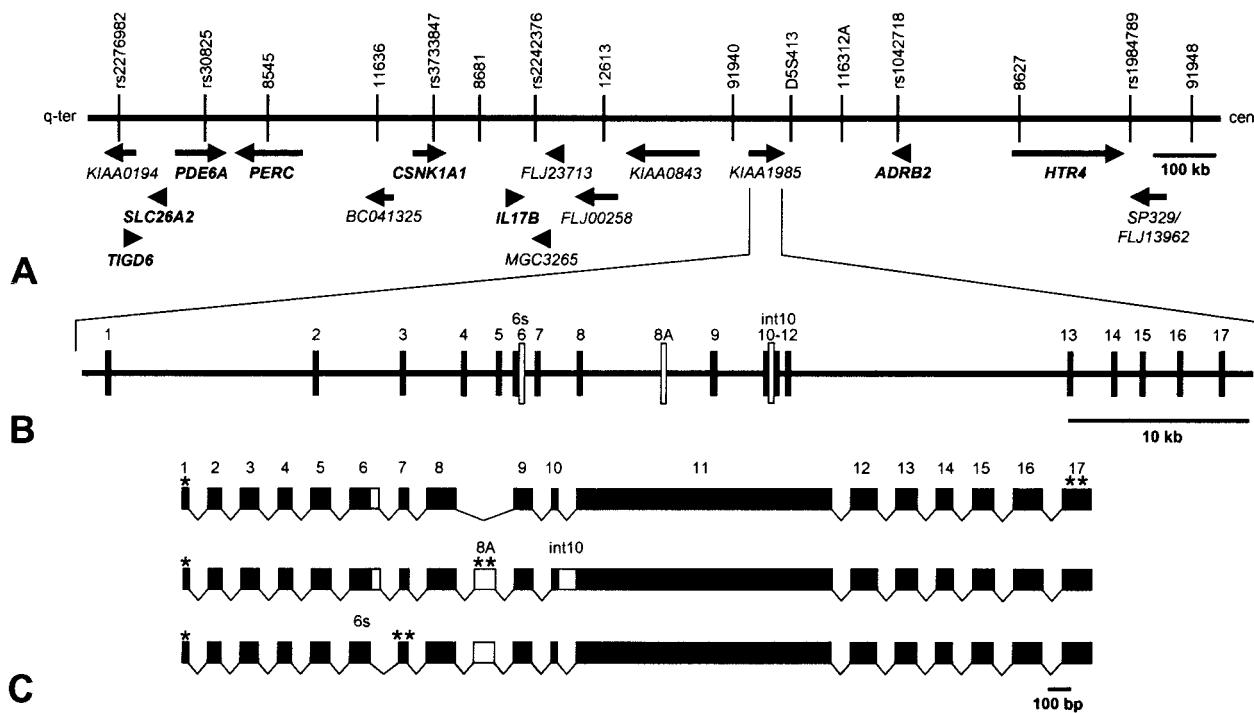 rs2276982 rs30825 8545 11636 rs3733847 8681 rs2242376 12613 91940 D5S413 116312A rs1042718 8627 rs1984789 91948
q-ter cen
KIAA0194 PDE6A PERC CSNK1A1 FLJ23713 KIAA0843 KIAA1985 ADRB2 HTR4 100 kb
SLC26A2 BC041325 IL17B FLJ00258 SP329/
FLJ13962
TIGD6 MGC3265
A
6s int10
1 2 3 4 5 6 7 8 8A 9 10-12 13 14 15 16 17
B
10 kb
1 2 3 4 5 6 7 8 9 10 11 12 13 14 15 16 17
* **
8A int10
* **
6s
* **
C
100 bp